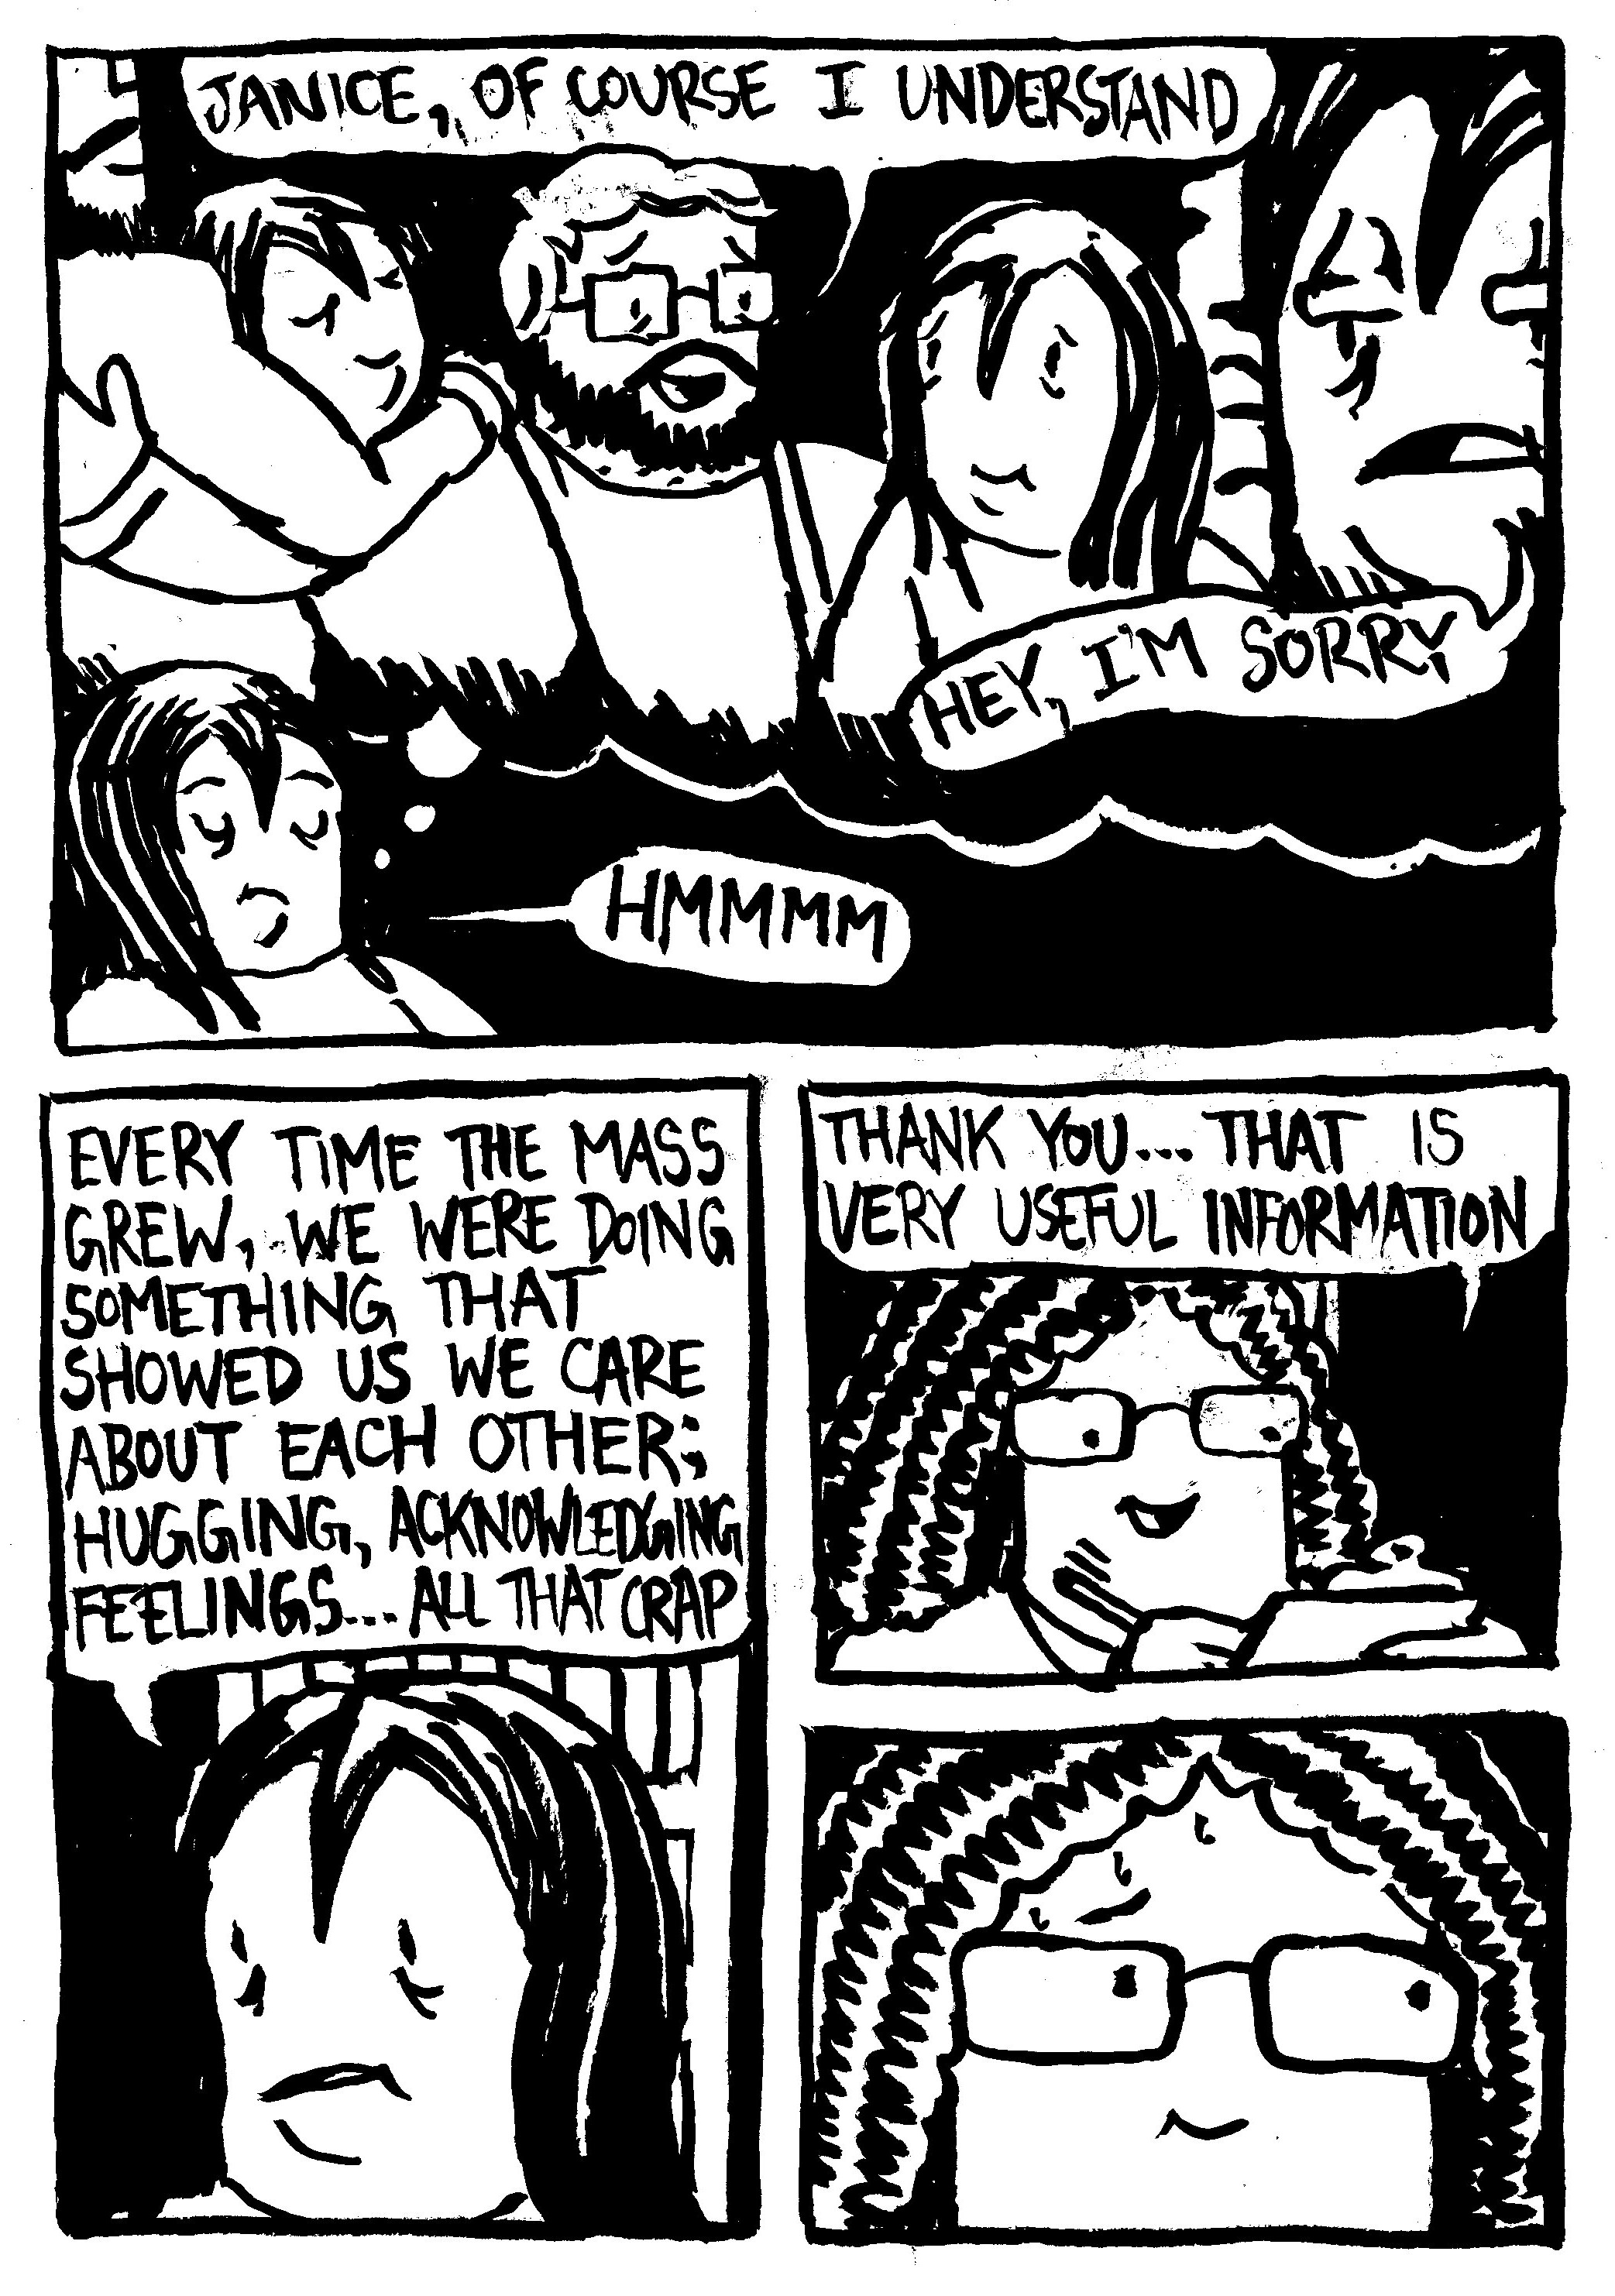 JANICE, OF COURSE I UNDERSTAND
HEY, I'M SORRY
HMMMM
EVERY TIME THE MASS
GREW, WE WERE DOING
SOMETHING THAT
SHOWED US WE CARE
ABOUT EACH OTHER;
HUGGING, ACKNOWLEDGING
FEELINGS... ALL THAT CRAP
THANK YOU... THAT IS
VERY USEFUL INFORMATION